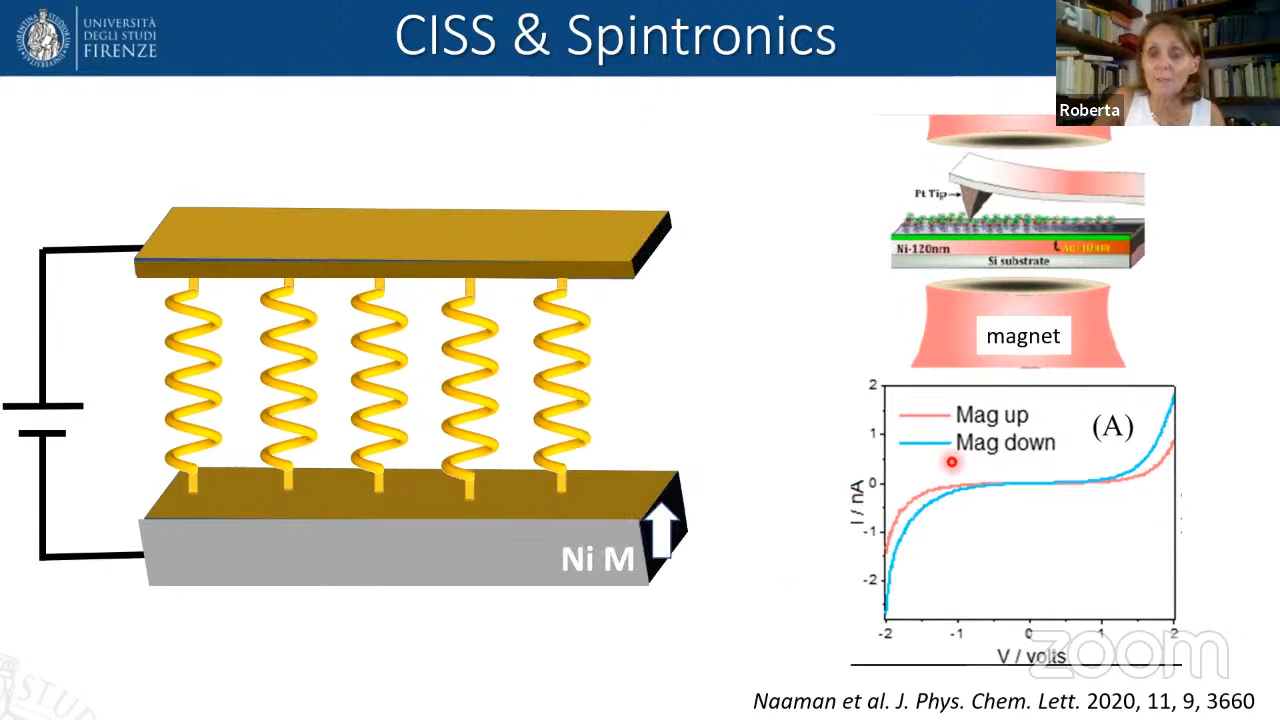 UNIVERSITÀ
DEGLI STUDI
FIRENZE
CISS & Spintronics
Roberta
Pt Tip
Ni-120nm
Au-10nm
Si substrate
magnet
Ni M
2
1
0
-1
-2
I / nA
Mag up
Mag down
(A)
-2 -1 0 1 2
V / volts
zoom
Naaman et al. J. Phys. Chem. Lett. 2020, 11, 9, 3660